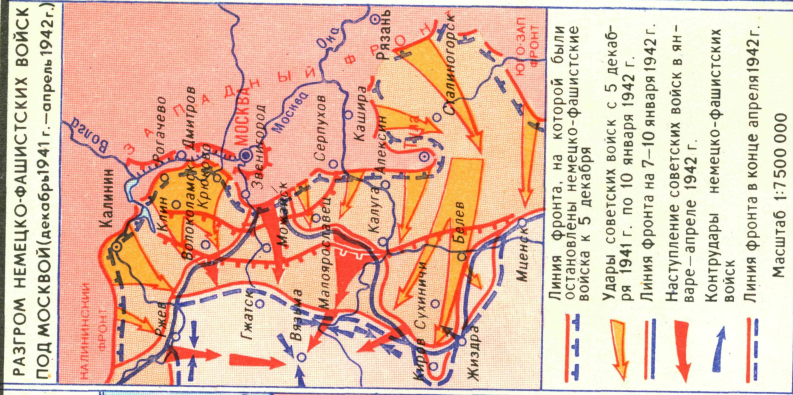 РАЗГРОМ НЕМЕЦКО-ФАШИСТСКИХ ВОЙСК
ПОД МОСКВОЙ (декабрь 1941 г. — апрель 1942 г.)
КАЛИНИНСКИЙ
ФРОНТ
ЗАПАДНЫЙ ФРОНТ
ЮГО-ЗАП
ФРОНТ
Волга
Калинин
Рогачево
Дмитров
Клин
Крюково
Волоколамск
МОСКВА
Звенигород
Москва
Ока
Ржев
Гжатск
Можайск
Серпухов
Кашира
Рязань
Вязьма
Малоярославец
Калуга
Алексин
Тула
Сталиногорск
Киров
Сухиничи
Белев
Жиздра
Мценск
Линия фронта, на которой были
остановлены немецко-фашистские
войска к 5 декабря
Удары советских войск с 5 декаб-
ря 1941 г. по 10 января 1942 г.
Линия фронта на 7–10 января 1942 г.
Наступление советских войск в ян-
варе—апреле 1942 г.
Контрудары немецко-фашистских
войск
Линия фронта в конце апреля 1942 г.
Масштаб 1:7 500 000